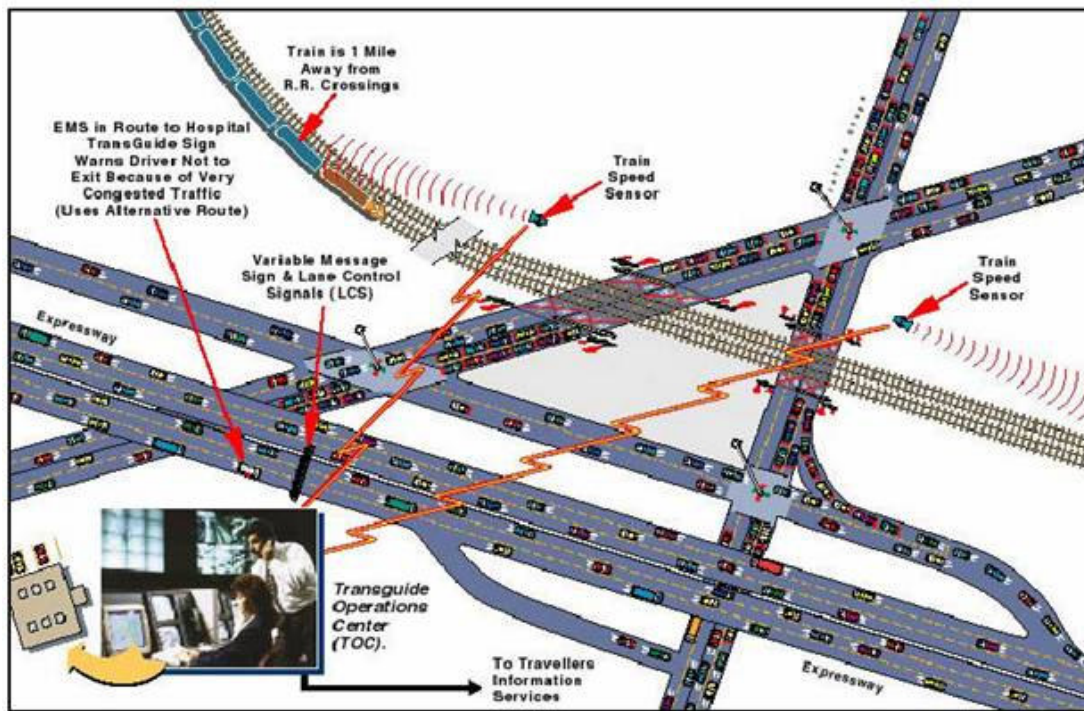 Train is 1 Mile
Away from
R.R. Crossings
EMS in Route to Hospital
TransGuide Sign
Warns Driver Not to
Exit Because of Very
Congested Traffic
(Uses Alternative Route)
Train
Speed
Sensor
Variable Message
Sign & Lane Control
Signals (LCS)
Train
Speed
Sensor
Expressway
Transguide
Operations
Center
(TOC).
To Travellers
Information
Services
Expressway